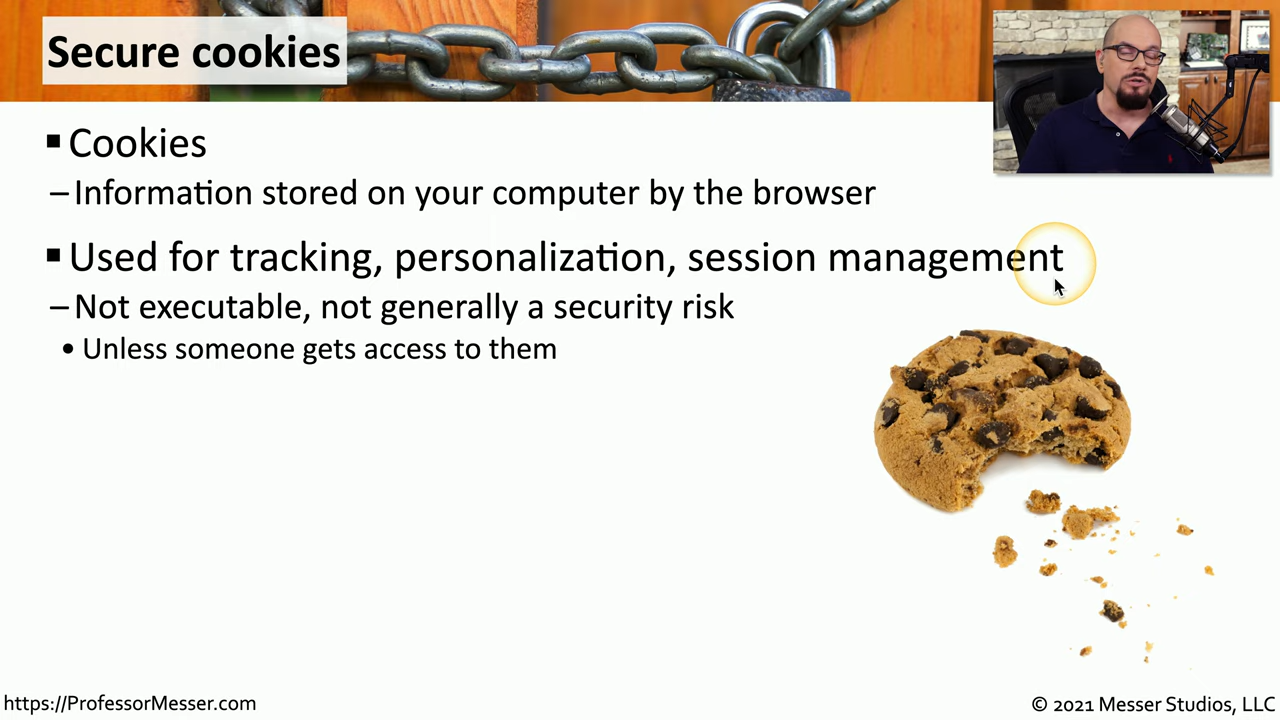 Secure cookies
▪ Cookies
– Information stored on your computer by the browser
▪ Used for tracking, personalization, session management
– Not executable, not generally a security risk
• Unless someone gets access to them
https://ProfessorMesser.com
© 2021 Messer Studios, LLC